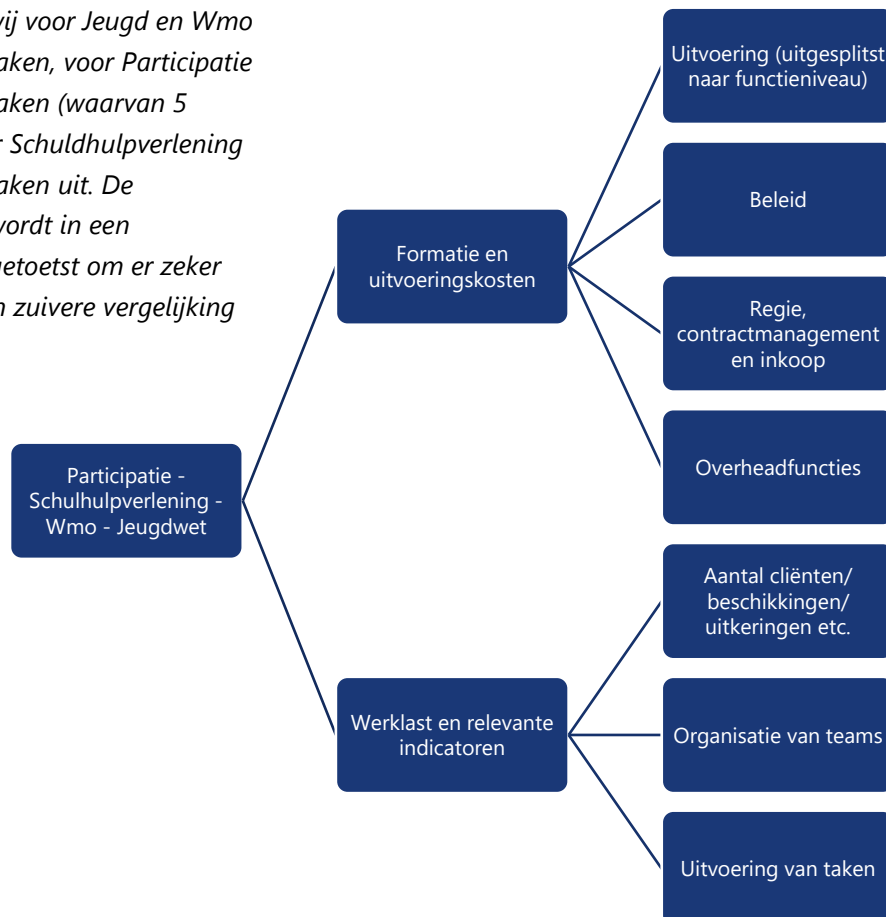 vij voor Jeugd en Wmo
aken, voor Participatie
aken (waarvan 5
r Schuldhulpverlening
aken uit. De
vordt in een
getoetst om er zeker
n zuivere vergelijking
Participatie -
Schulhulpverlening -
Wmo - Jeugdwet
Formatie en
uitvoeringskosten
Uitvoering (uitgesplitst
naar functieniveau)
Beleid
Regie,
contractmanagement
en inkoop
Overheadfuncties
Werklast en relevante
indicatoren
Aantal cliënten/
beschikkingen/
uitkeringen etc.
Organisatie van teams
Uitvoering van taken